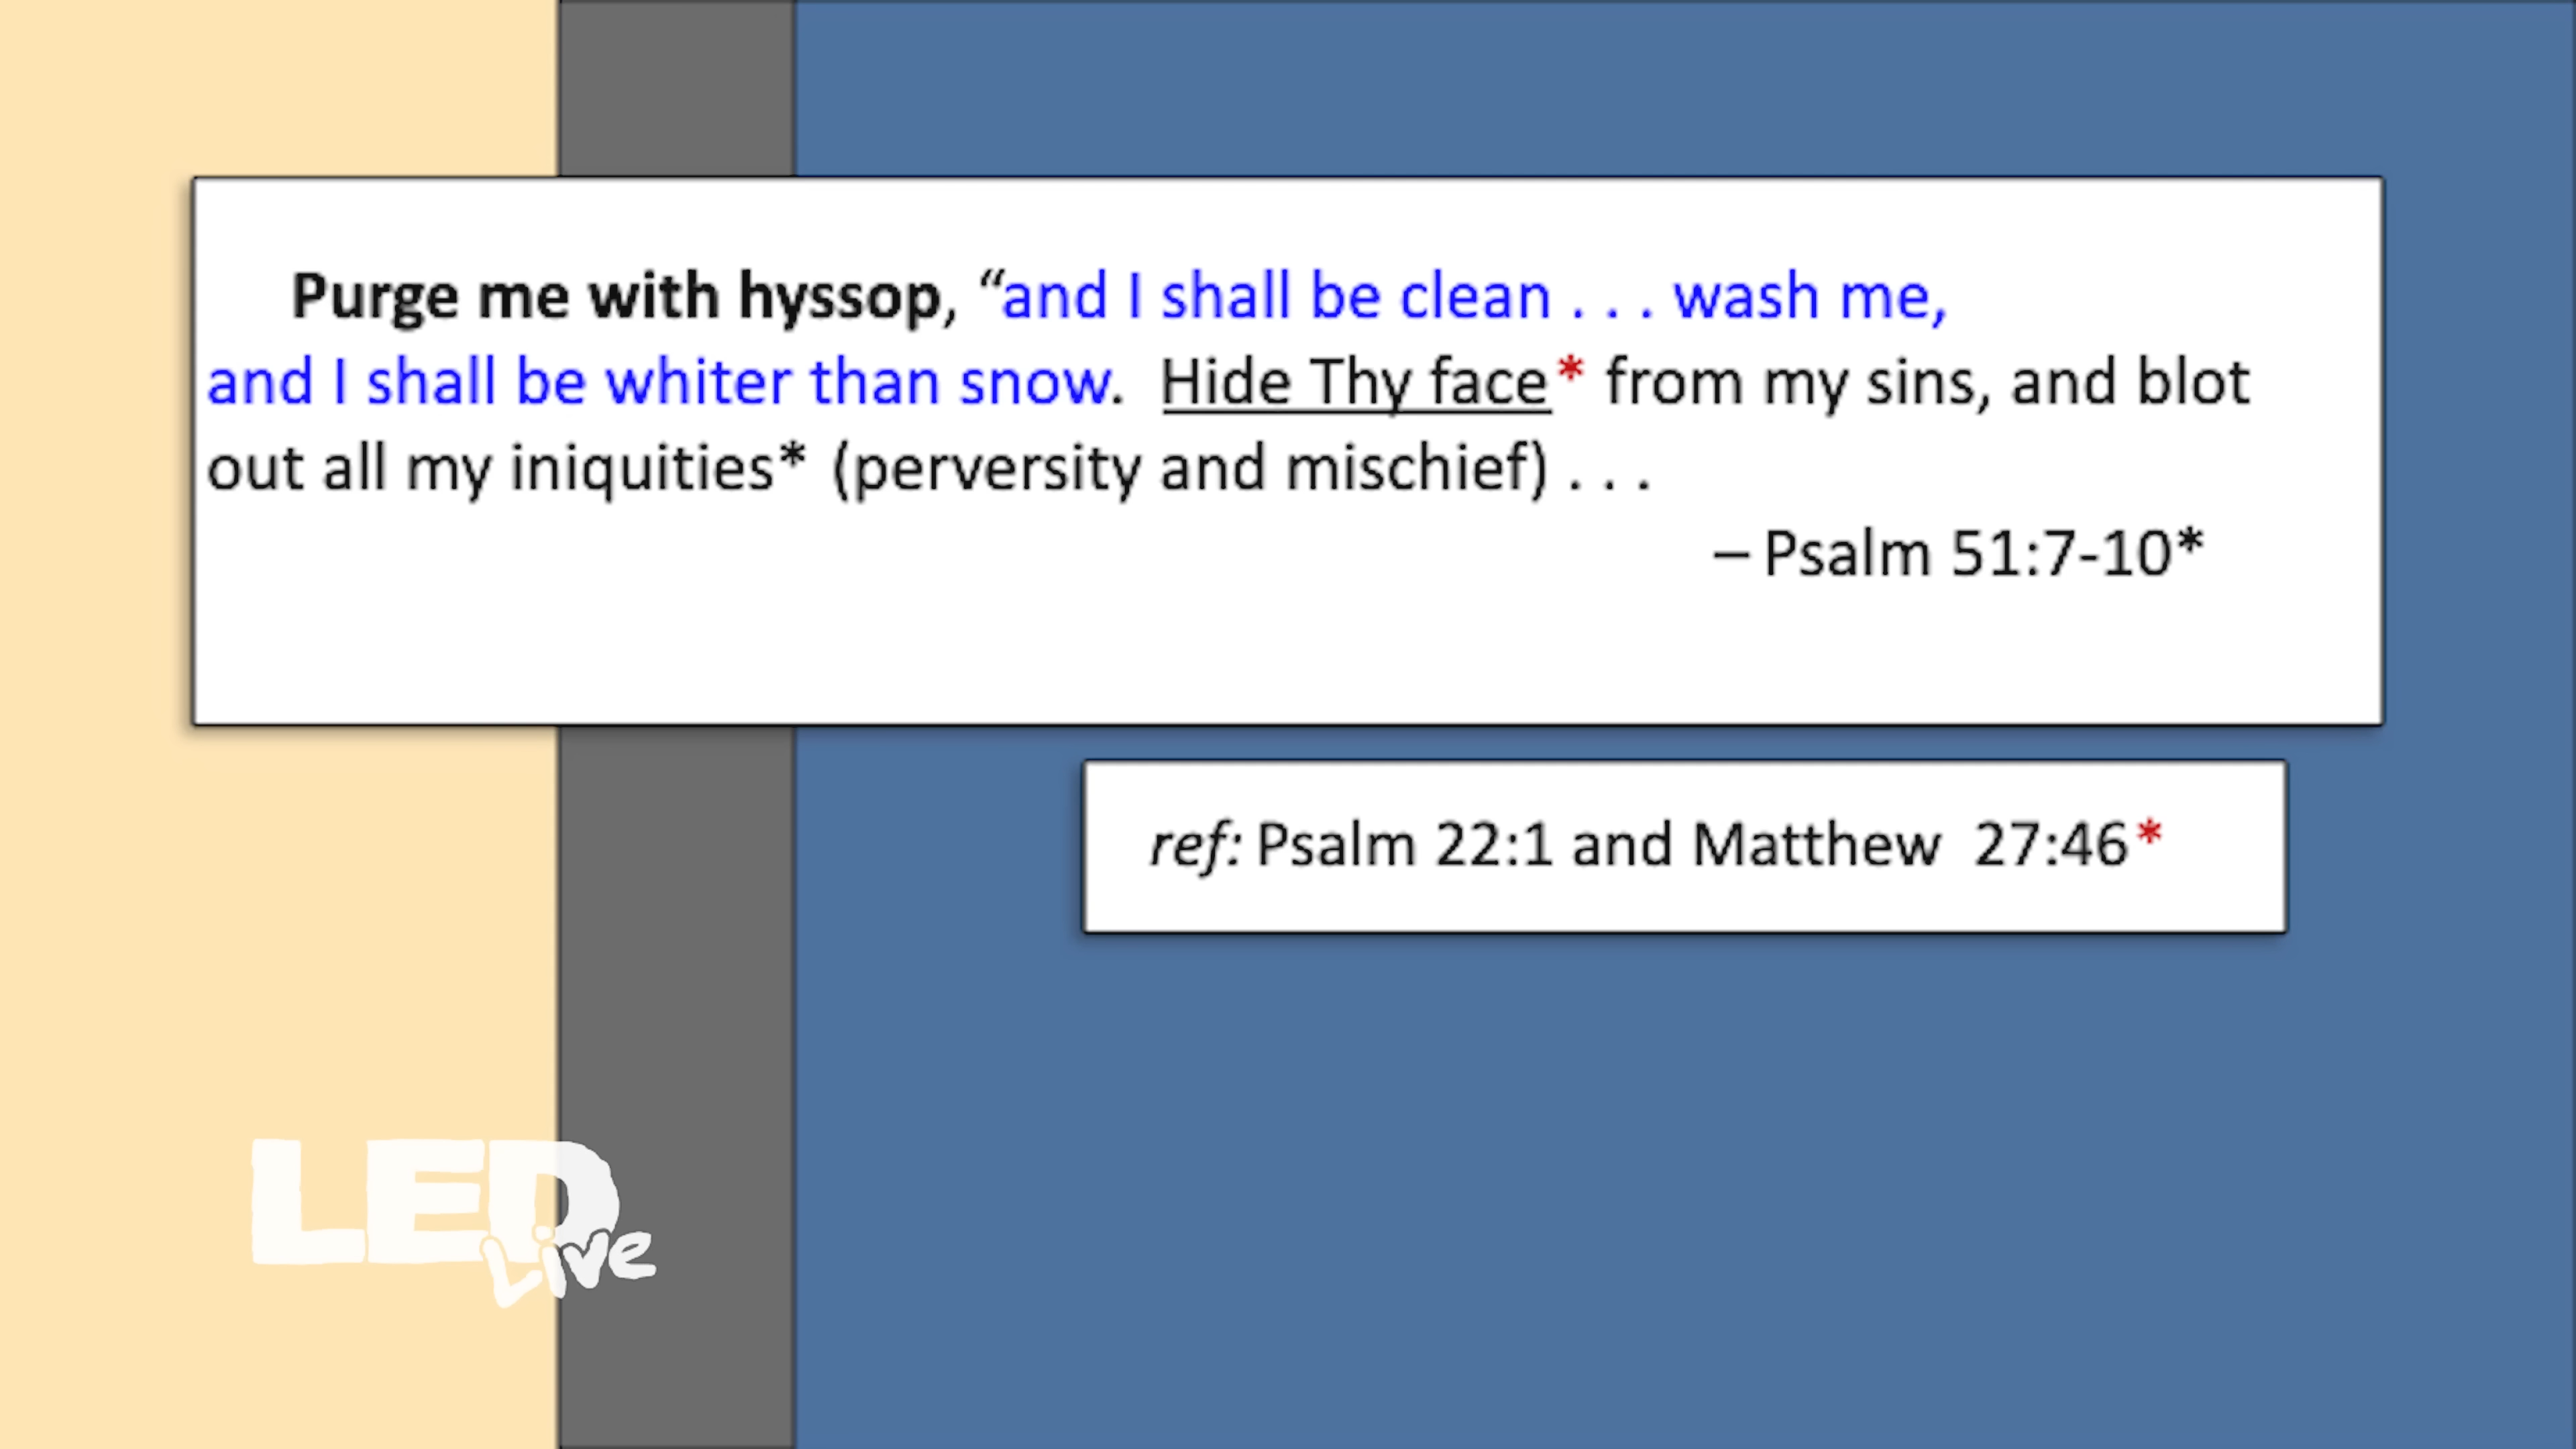 Purge me with hyssop, “and I shall be clean . . . wash me,
and I shall be whiter than snow. Hide Thy face* from my sins, and blot
out all my iniquities* (perversity and mischief) . . .
– Psalm 51:7-10*
ref: Psalm 22:1 and Matthew 27:46*
LED
Live